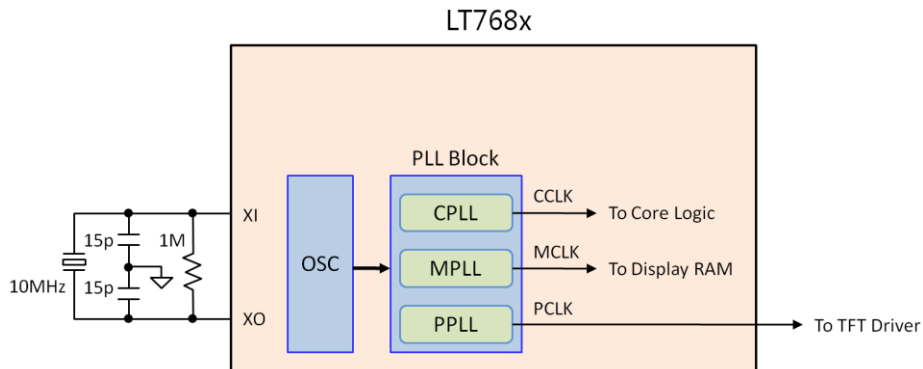 LT768x
PLL Block
XI
CPLL
CCLK
To Core Logic
15p
1M
OSC
MPLL
MCLK
To Display RAM
10MHz
15p
XO
PPLL
PCLK
To TFT Driver